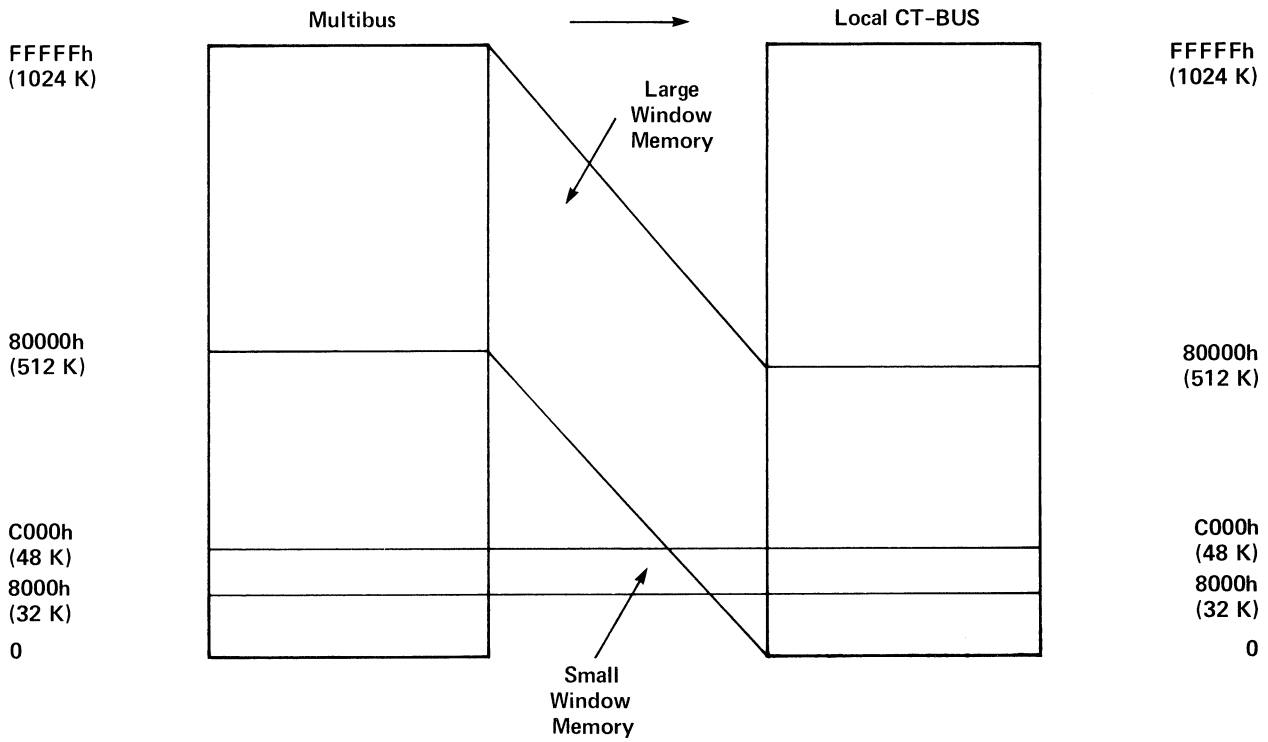 Multibus
Local CT-BUS
FFFFFh
(1024 K)
FFFFFh
(1024 K)
Large
Window
Memory
80000h
(512 K)
80000h
(512 K)
C000h
(48 K)
C000h
(48 K)
8000h
(32 K)
8000h
(32 K)
0
0
Small
Window
Memory